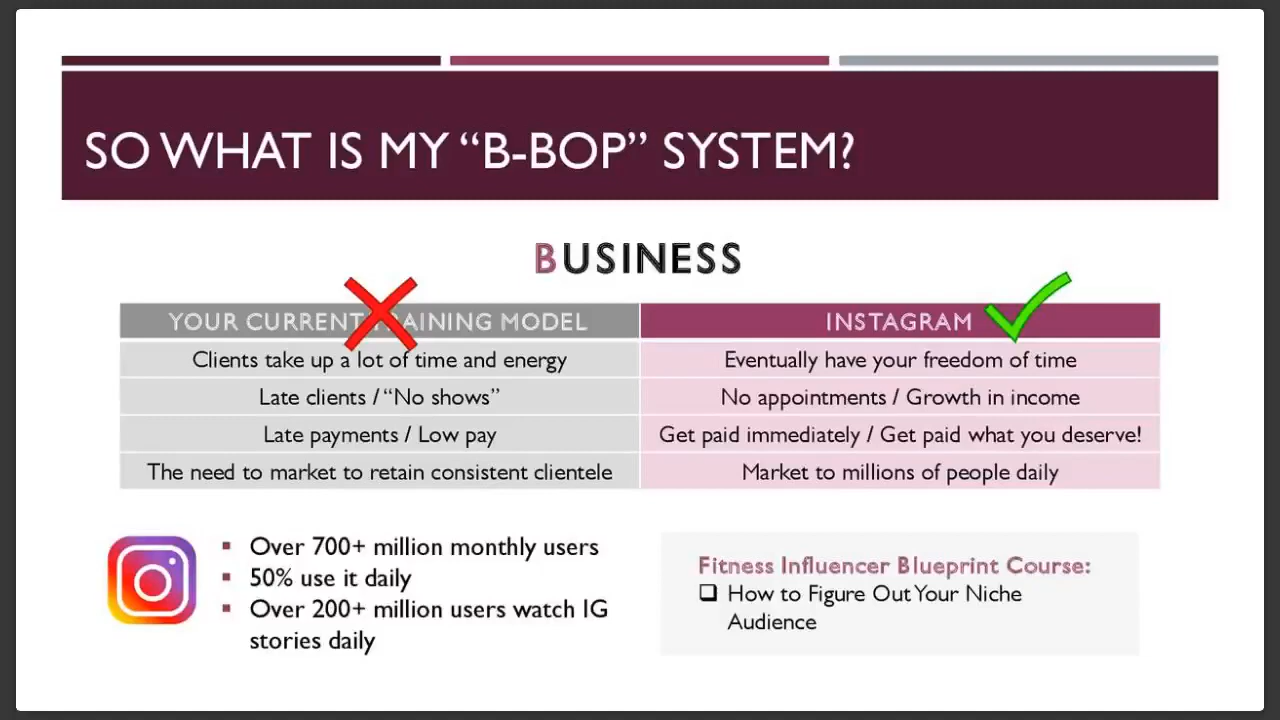 SO WHAT IS MY “B-BOP” SYSTEM?
BUSINESS
YOUR CURRENT TRAINING MODEL
INSTAGRAM
Clients take up a lot of time and energy
Eventually have your freedom of time
Late clients / “No shows”
No appointments / Growth in income
Late payments / Low pay
Get paid immediately / Get paid what you deserve!
The need to market to retain consistent clientele
Market to millions of people daily
Over 700+ million monthly users
50% use it daily
Over 200+ million users watch IG
stories daily
Fitness Influencer Blueprint Course:
How to Figure Out Your Niche
Audience